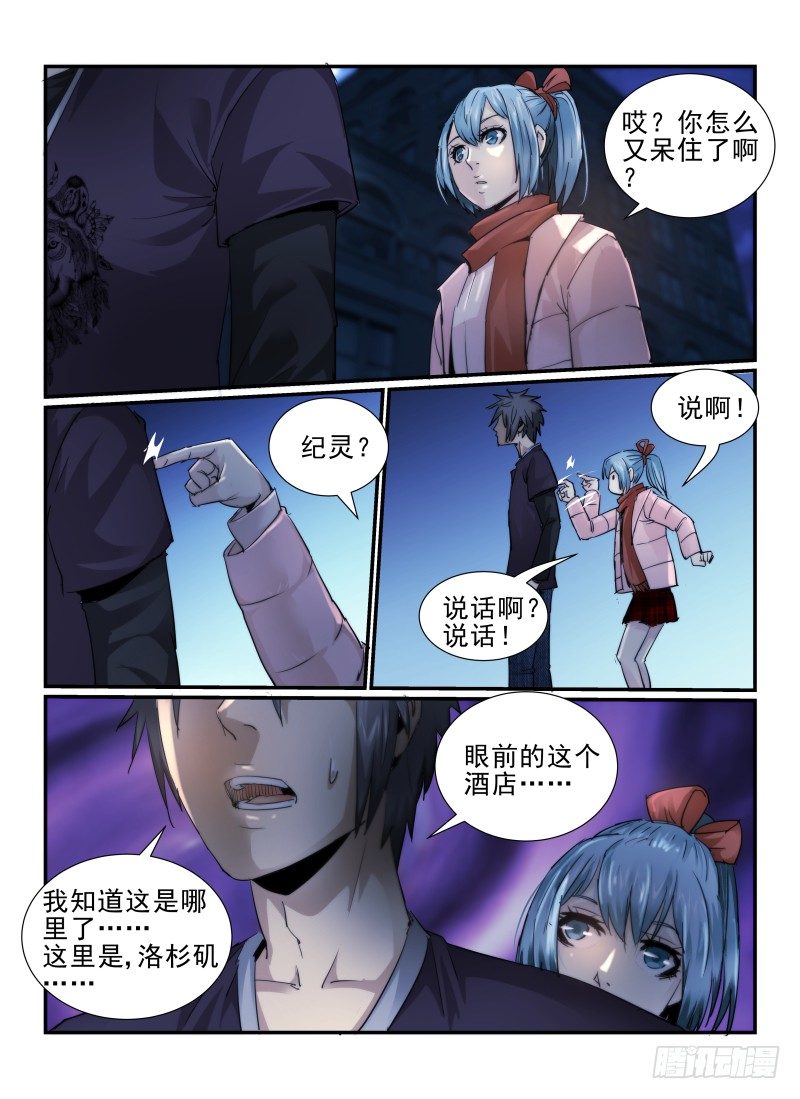 哎？你怎么
又呆住了啊
？
纪灵？
说啊！
说话啊？
说话！
眼前的这个
酒店……
我知道这是哪
里了……
这里是,洛杉矶
……
腾讯动漫